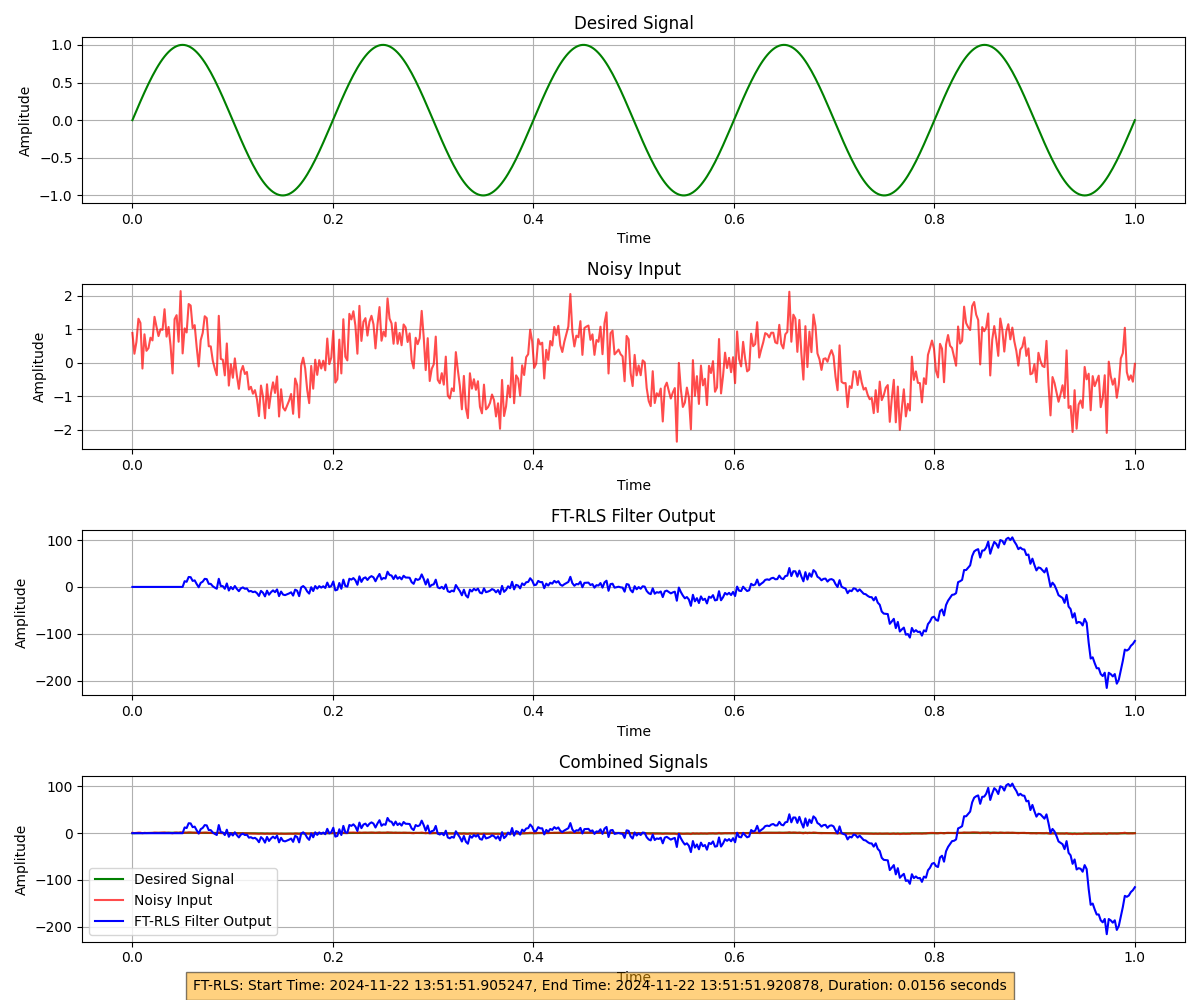 Desired Signal
Amplitude
1.0
0.5
0.0
−0.5
−1.0
0.0 0.2 0.4 0.6 0.8 1.0
Time
Noisy Input
Amplitude
2
1
0
−1
−2
0.0 0.2 0.4 0.6 0.8 1.0
Time
FT-RLS Filter Output
Amplitude
100
0
−100
−200
0.0 0.2 0.4 0.6 0.8 1.0
Time
Combined Signals
Amplitude
100
0
−100
−200
Desired Signal
Noisy Input
FT-RLS Filter Output
0.0 0.2 0.4 0.6 0.8 1.0
Time
FT-RLS: Start Time: 2024-11-22 13:51:51.905247, End Time: 2024-11-22 13:51:51.920878, Duration: 0.0156 seconds